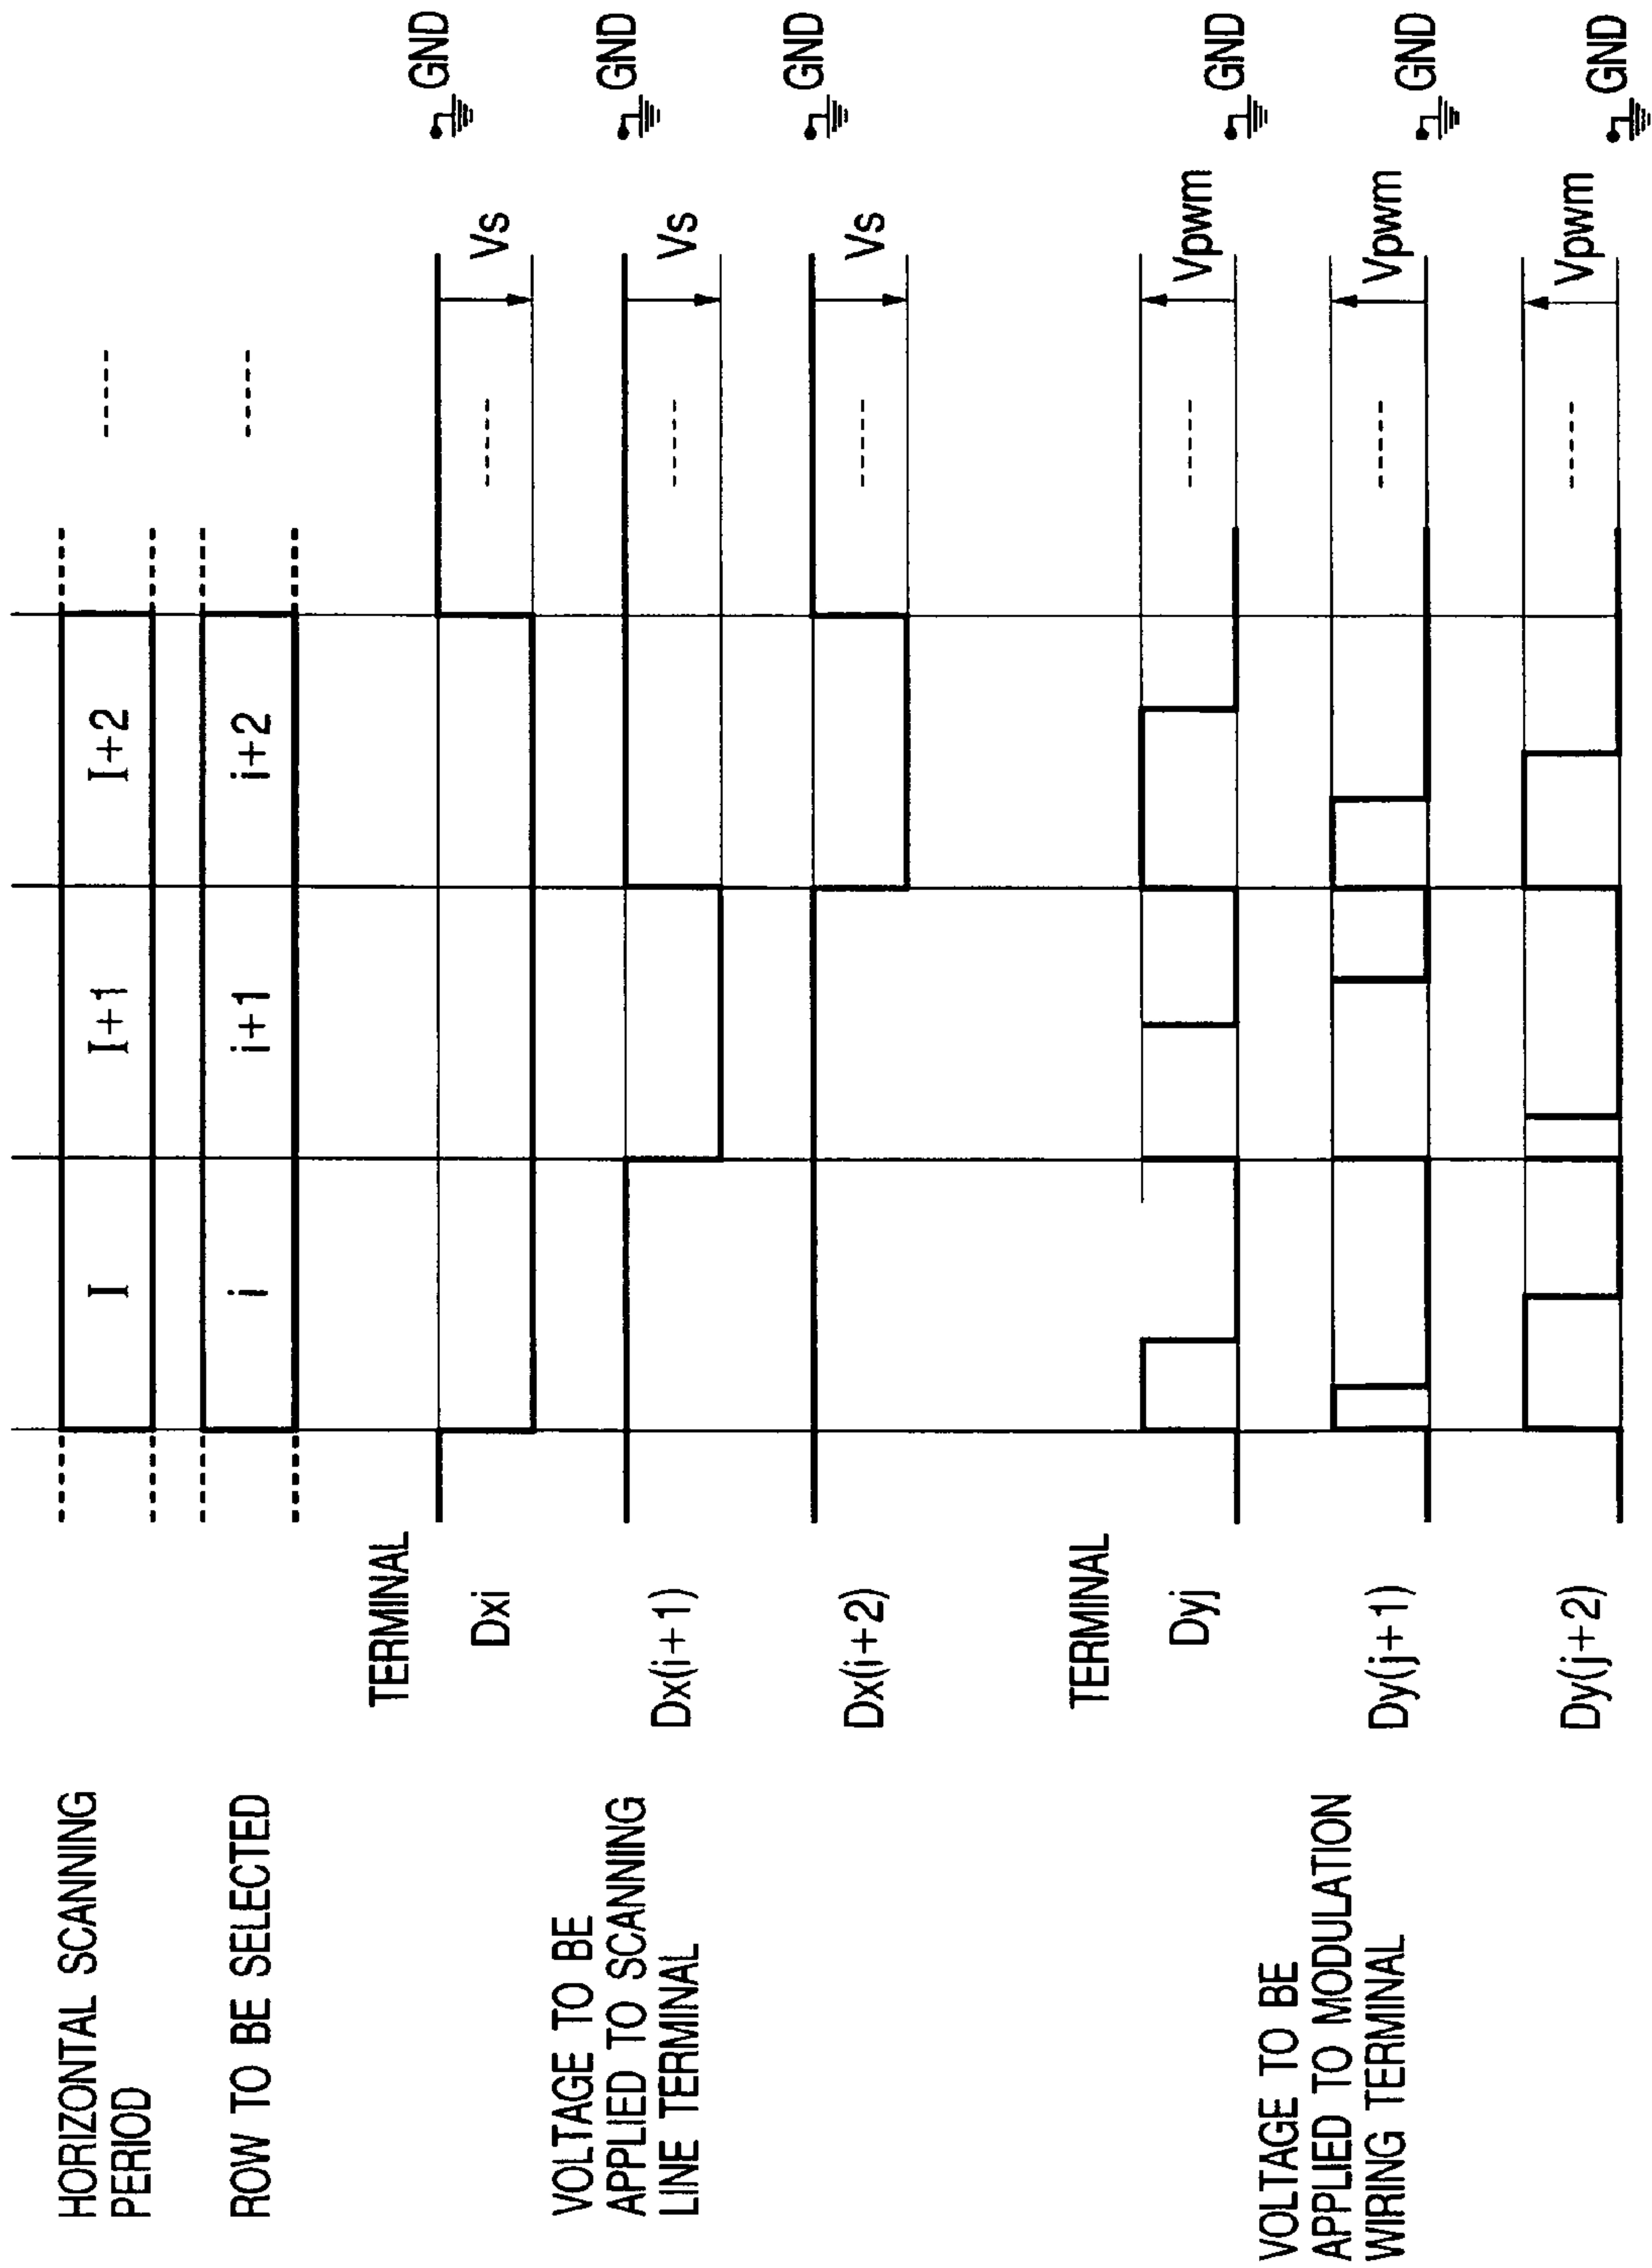 HORIZONTAL SCANNING
PERIOD
I
I+1
I+2
-----
ROW TO BE SELECTED
i
i+1
i+2
-----
VOLTAGE TO BE
APPLIED TO SCANNING
LINE TERMINAL
TERMINAL
Dxi
-----
Vs
GND
Dx(i+1)
-----
Vs
GND
Dx(i+2)
-----
Vs
GND
VOLTAGE TO BE
APPLIED TO MODULATION
WIRING TERMINAL
TERMINAL
Dyj
-----
Vpwm
GND
Dy(j+1)
-----
Vpwm
GND
Dy(j+2)
-----
Vpwm
GND